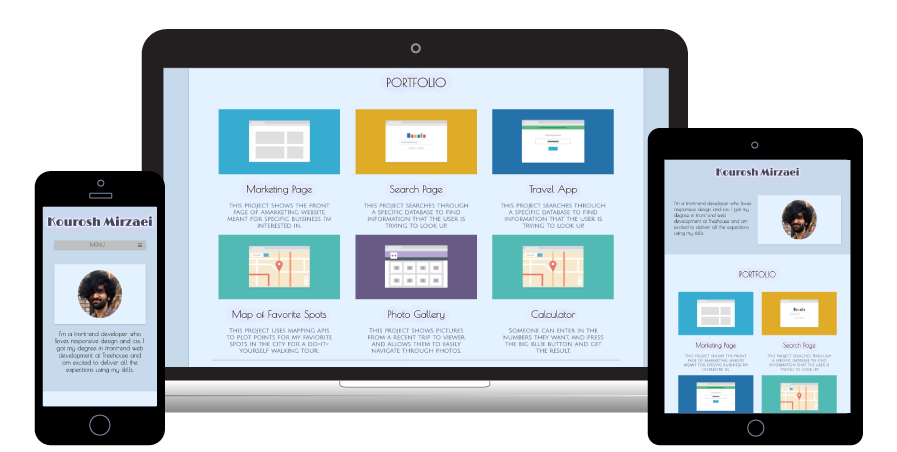 PORTFOLIO
Marketing Page
THIS PROJECT SHOWS THE FRONT
PAGE OF AMARKETING WEBSITE
MEANT FOR SPECIFIC BUSINESS I'M
INTERESTED IN.
Search Page
THIS PROJECT SEARCHES THROUGH
A SPECIFIC DATABASE TO FIND
INFORMATION THAT THE USER IS
TRYING TO LOOK UP.
Travel App
THIS PROJECT SEARCHES THROUGH
A SPECIFIC DATABASE TO FIND
INFORMATION THAT THE USER IS
TRYING TO LOOK UP.
Map of Favorite Spots
THIS PROJECT USES MAPPING APIS
TO PLOT POINTS FOR MY FAVORITE
SPOTS IN THE CITY FOR A DO-IT-
YOURSELF WALKING TOUR.
Photo Gallery
THIS PROJECT SHOWS PICTURES
FROM A RECENT TRIP TO VIEWER
AND ALLOWS THEM TO EASILY
NAVIGATE THROUGH PHOTOS.
Calculator
SOMEONE CAN ENTER IN THE
NUMBERS THEY WANT, AND PRESS
THE BIG BLUE BUTTON AND GET
THE RESULT.
Kourosh Mirzaei
MENU
I'm a front-end developer who
loves responsive design and css. I
got my degree in front-end web
development at Treehouse and am
excited to deliver all the
expections using my skills.
Kourosh Mirzaei
I'm a front-end developer who loves
responsive design and css. I got my
degree in front-end web
development at Treehouse and am
excited to deliver all the expections
using my skills.
PORTFOLIO
Marketing Page
THIS PROJECT SHOWS THE FRONT
PAGE OF AMARKETING WEBSITE
MEANT FOR SPECIFIC BUSINESS I'M
INTERESTED IN.
Search Page
THIS PROJECT SEARCHES THROUGH
A SPECIFIC DATABASE TO FIND
INFORMATION THAT THE USER IS
TRYING TO LOOK UP.